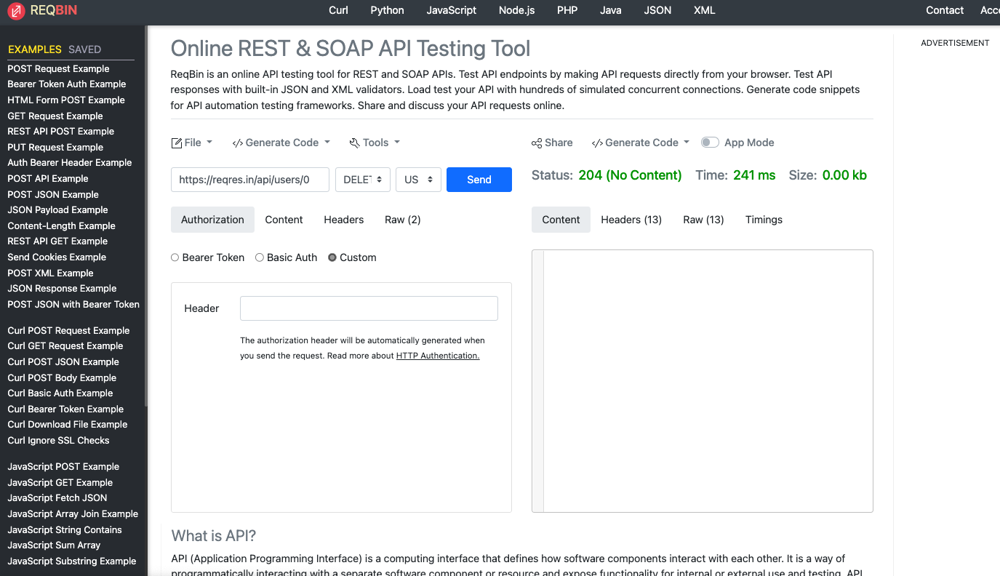 REQBIN
Curl Python JavaScript Node.js PHP Java JSON XML
Contact Acc
EXAMPLES SAVED
POST Request Example
Bearer Token Auth Example
HTML Form POST Example
GET Request Example
REST API POST Example
PUT Request Example
Auth Bearer Header Example
POST API Example
POST JSON Example
JSON Payload Example
Content-Length Example
REST API GET Example
Send Cookies Example
POST XML Example
JSON Response Example
POST JSON with Bearer Token
Curl POST Request Example
Curl GET Request Example
Curl POST JSON Example
Curl POST Body Example
Curl Basic Auth Example
Curl Bearer Token Example
Curl Download File Example
Curl Ignore SSL Checks
JavaScript POST Example
JavaScript GET Example
JavaScript Fetch JSON
JavaScript Array Join Example
JavaScript String Contains
JavaScript Sum Array
JavaScript Substring Example
Online REST & SOAP API Testing Tool
ReqBin is an online API testing tool for REST and SOAP APIs. Test API endpoints by making API requests directly from your browser. Test API
responses with built-in JSON and XML validators. Load test your API with hundreds of simulated concurrent connections. Generate code snippets
for API automation testing frameworks. Share and discuss your API requests online.
File Generate Code Tools
https://reqres.in/api/users/0 DELET US Send
Authorization Content Headers Raw (2)
Bearer Token Basic Auth Custom
Header
The authorization header will be automatically generated when
you send the request. Read more about HTTP Authentication.
Share Generate Code App Mode
Status: 204 (No Content) Time: 241 ms Size: 0.00 kb
Content Headers (13) Raw (13) Timings
What is API?
API (Application Programming Interface) is a computing interface that defines how software components interact with each other. It is a way of
programmatically interacting with a separate software component or resource and expose functionality for internal or external use and testing. API
ADVERTISEMENT